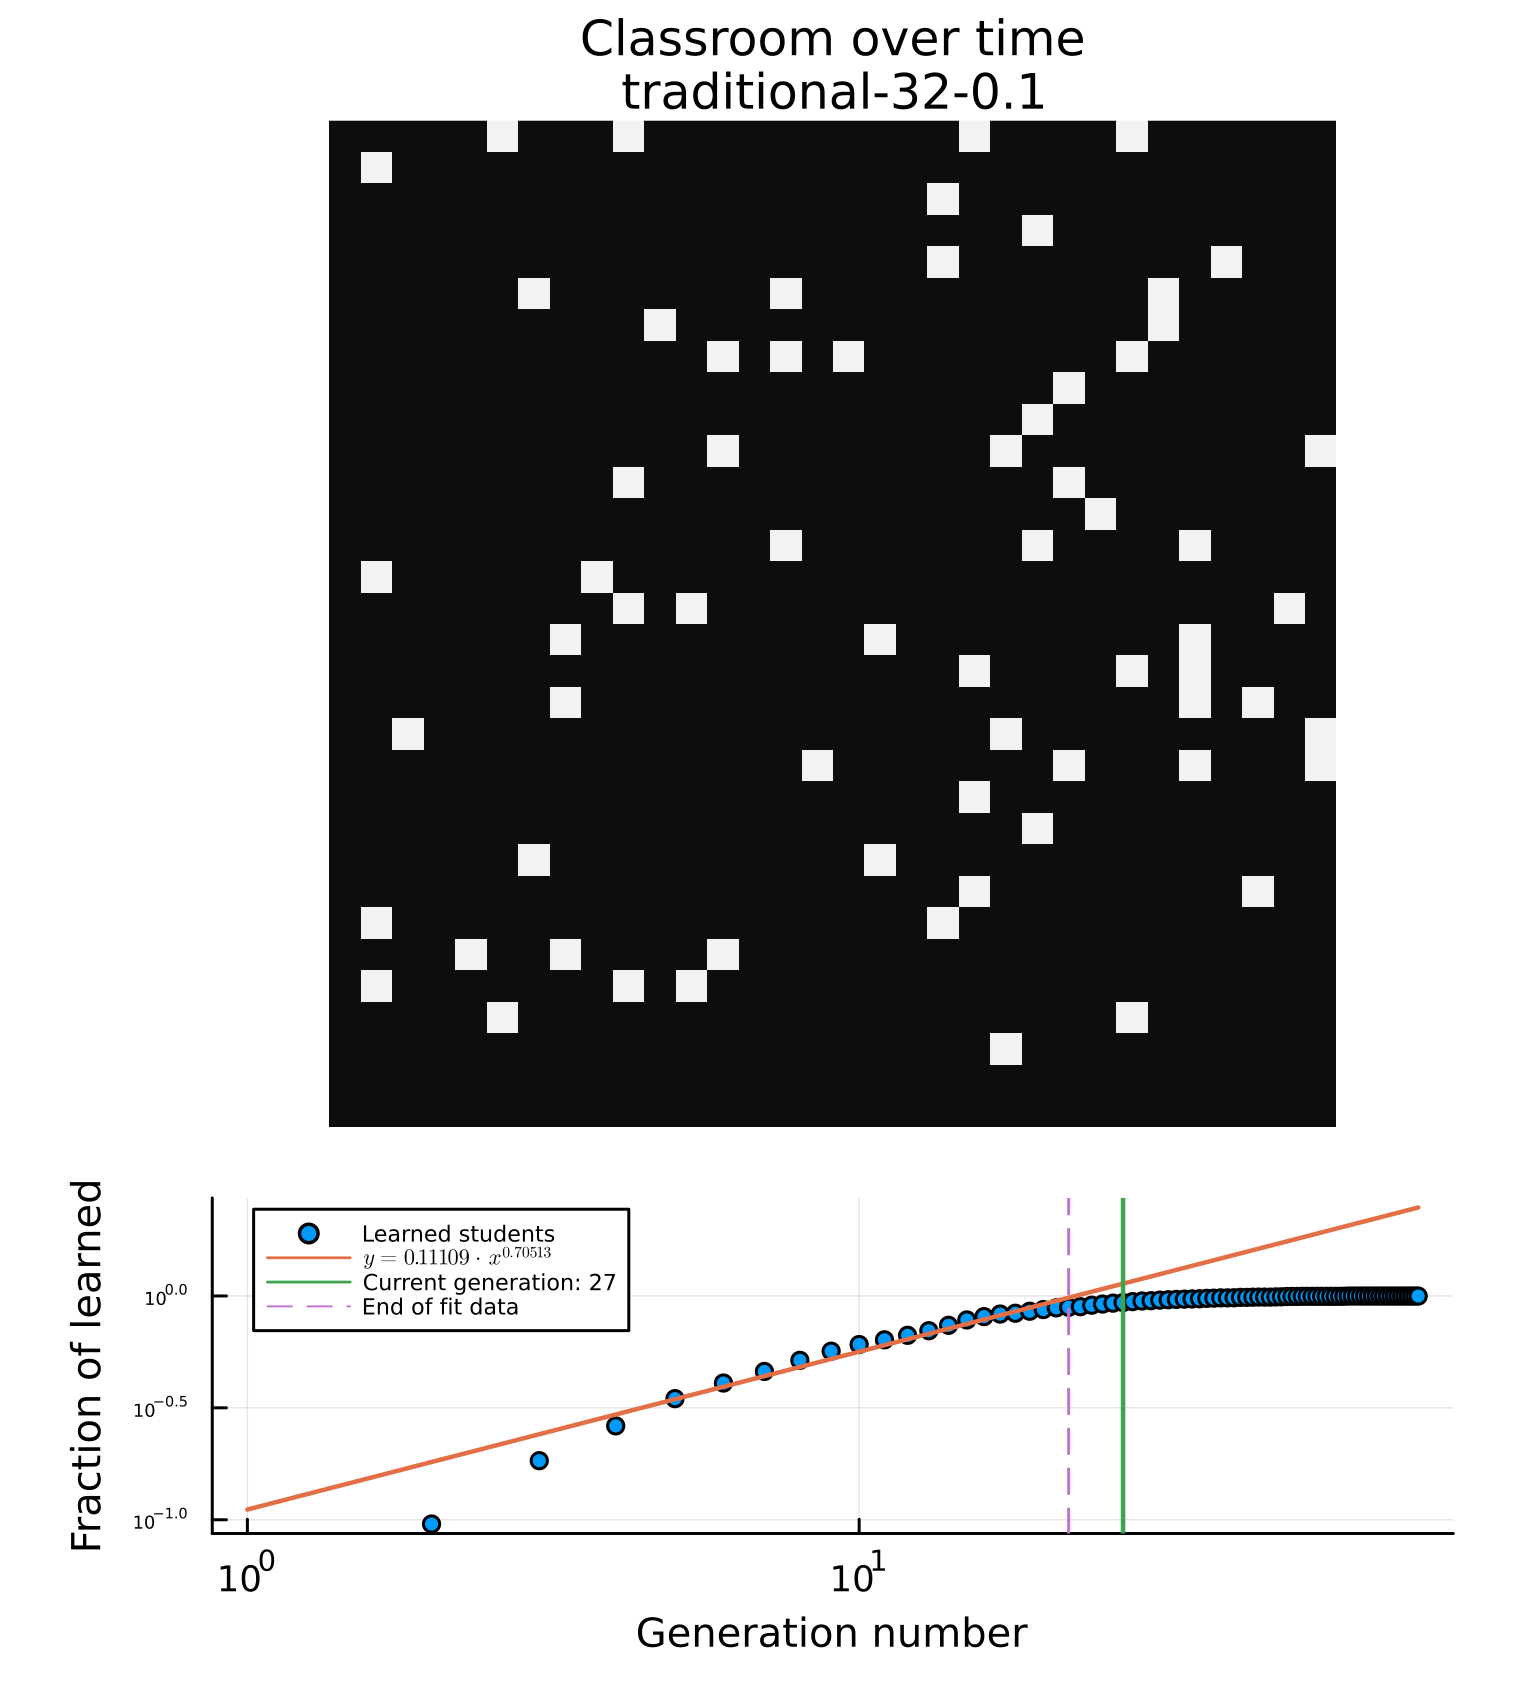 Classroom over time
traditional-32-0.1
Fraction of learned
Learned students
y = 0.11109 · x^0.70513
Current generation: 27
End of fit data
10^0.0
10^−0.5
10^−1.0
10^0
10^1
Generation number